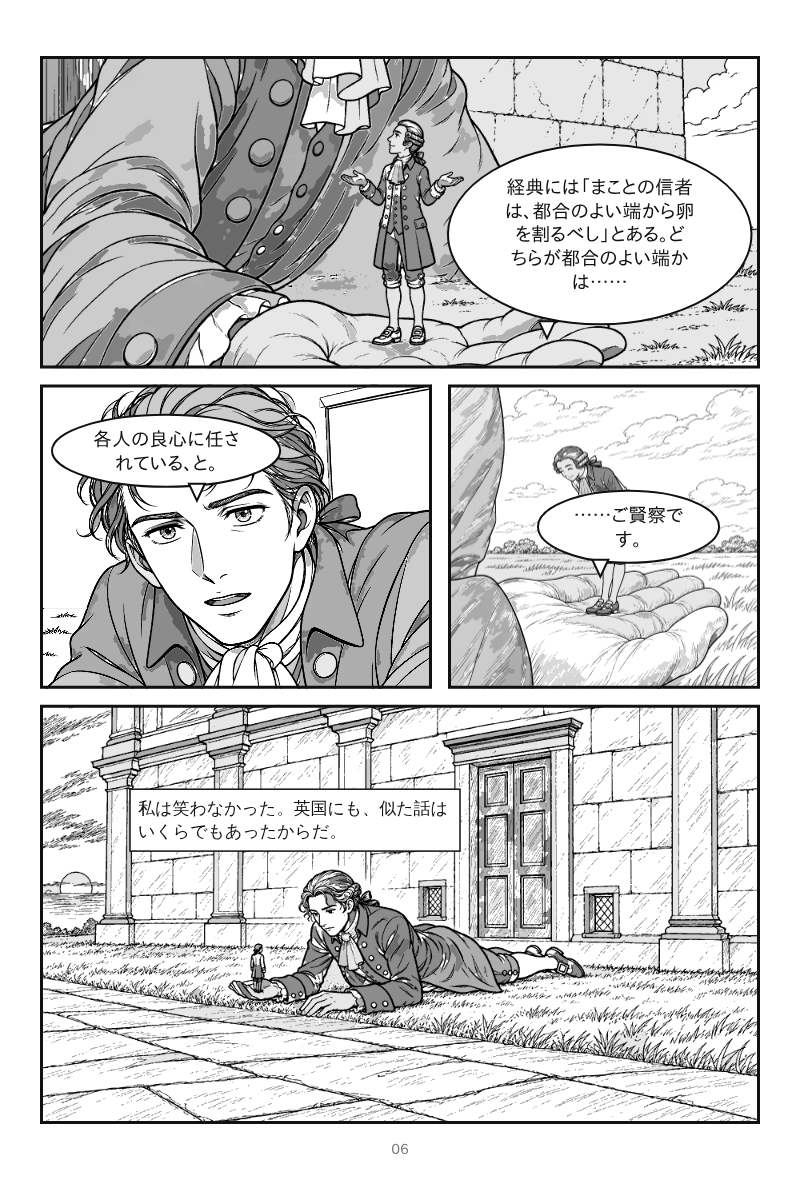 経典には「まことの信者
は、都合のよい端から卵
を割るべし」とある。ど
ちらが都合のよい端か
は……
各人の良心に任さ
れている、と。
……ご賢察で
す。
私は笑わなかった。英国にも、似た話は
いくらでもあったからだ。
06